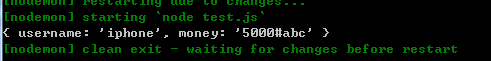 [nodemon] restarting due to changes...
[nodemon] starting `node test.js`
{ username: 'iphone', money: '5000#abc' }
[nodemon] clean exit - waiting for changes before restart